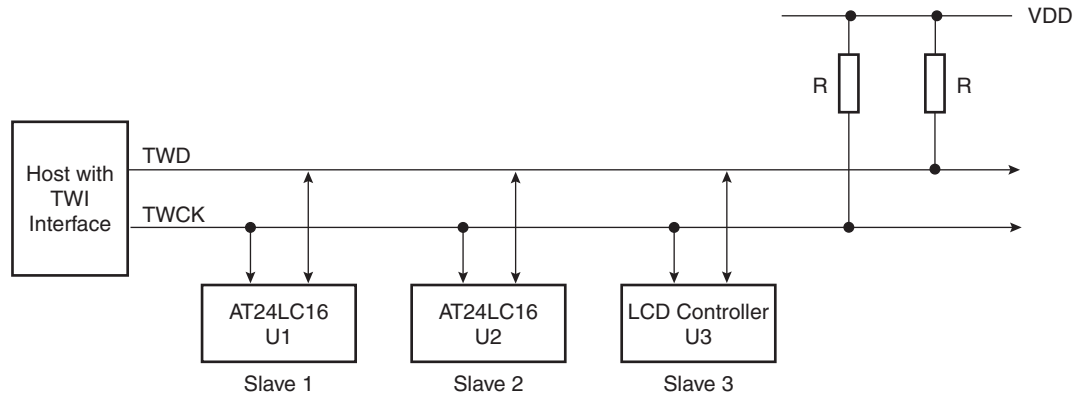 VDD
R
R
Host with
TWI
Interface
TWD
TWCK
AT24LC16
U1
AT24LC16
U2
LCD Controller
U3
Slave 1
Slave 2
Slave 3